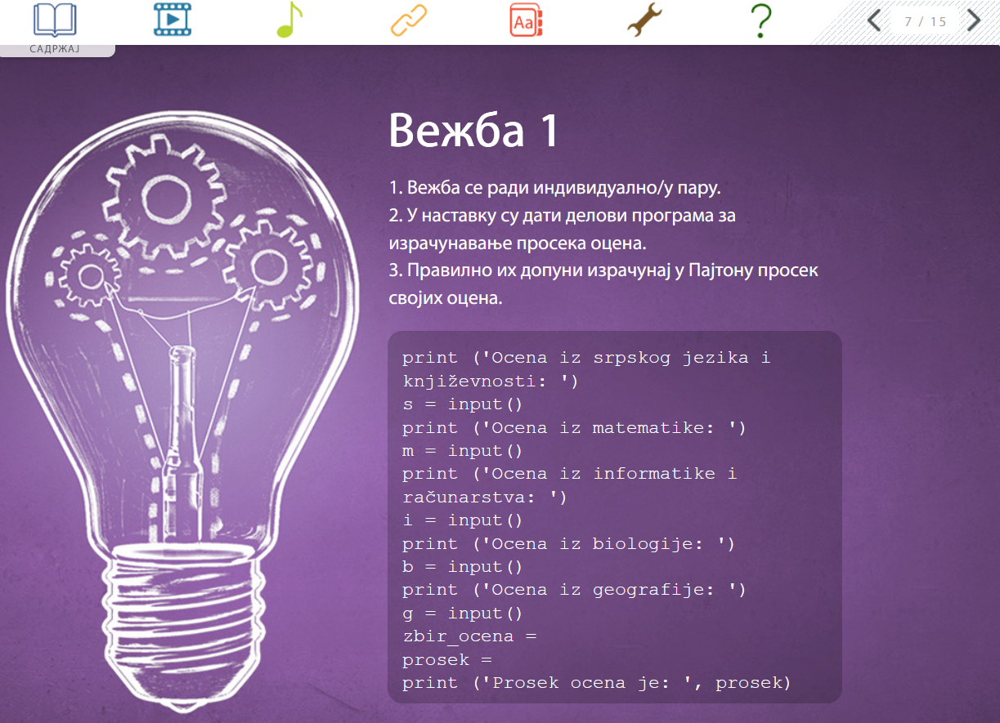 Aa
7 / 15
САДРЖАЈ
Вежба 1
1. Вежба се ради индивидуално/у пару.
2. У наставку су дати делови програма за
израчунавање просека оцена.
3. Правилно их допуни израчунај у Пајтону просек
својих оцена.
print ('Ocena iz srpskog jezika i
književnosti: ')
s = input()
print ('Ocena iz matematike: ')
m = input()
print ('Ocena iz informatike i
računarstva: ')
i = input()
print ('Ocena iz biologije: ')
b = input()
print ('Ocena iz geografije: ')
g = input()
zbir_ocena =
prosek =
print ('Prosek ocena je: ', prosek)